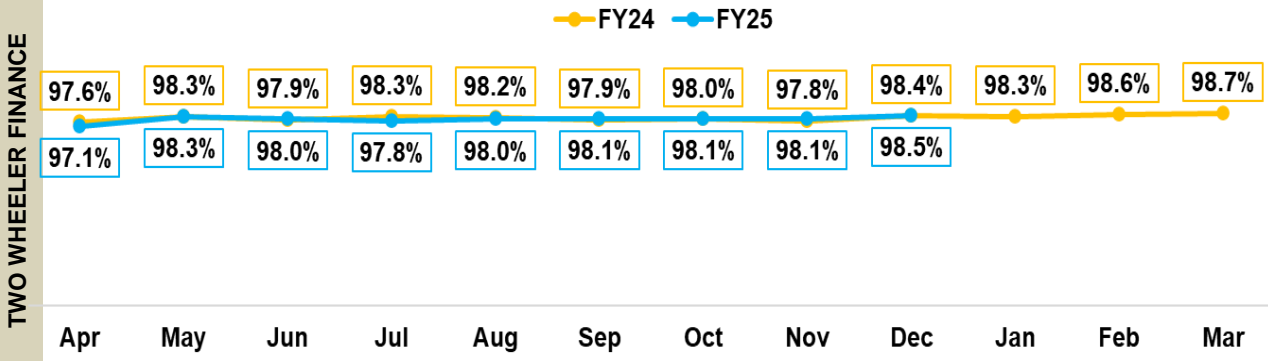 FY24 FY25
TWO WHEELER FINANCE
97.6% 98.3% 97.9% 98.3% 98.2% 97.9% 98.0% 97.8% 98.4% 98.3% 98.6% 98.7%
97.1% 98.3% 98.0% 97.8% 98.0% 98.1% 98.1% 98.1% 98.5%
Apr May Jun Jul Aug Sep Oct Nov Dec Jan Feb Mar